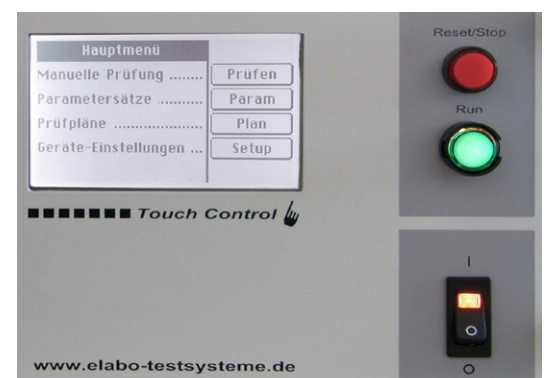 Hauptmenü
Manuelle Prüfung ........ Prüfen
Parametersätze ........... Param
Prüfpläne .................. Plan
Geräte-Einstellungen ... Setup
Touch Control
www.elabo-testsysteme.de
Reset/Stop
Run
I
O
O